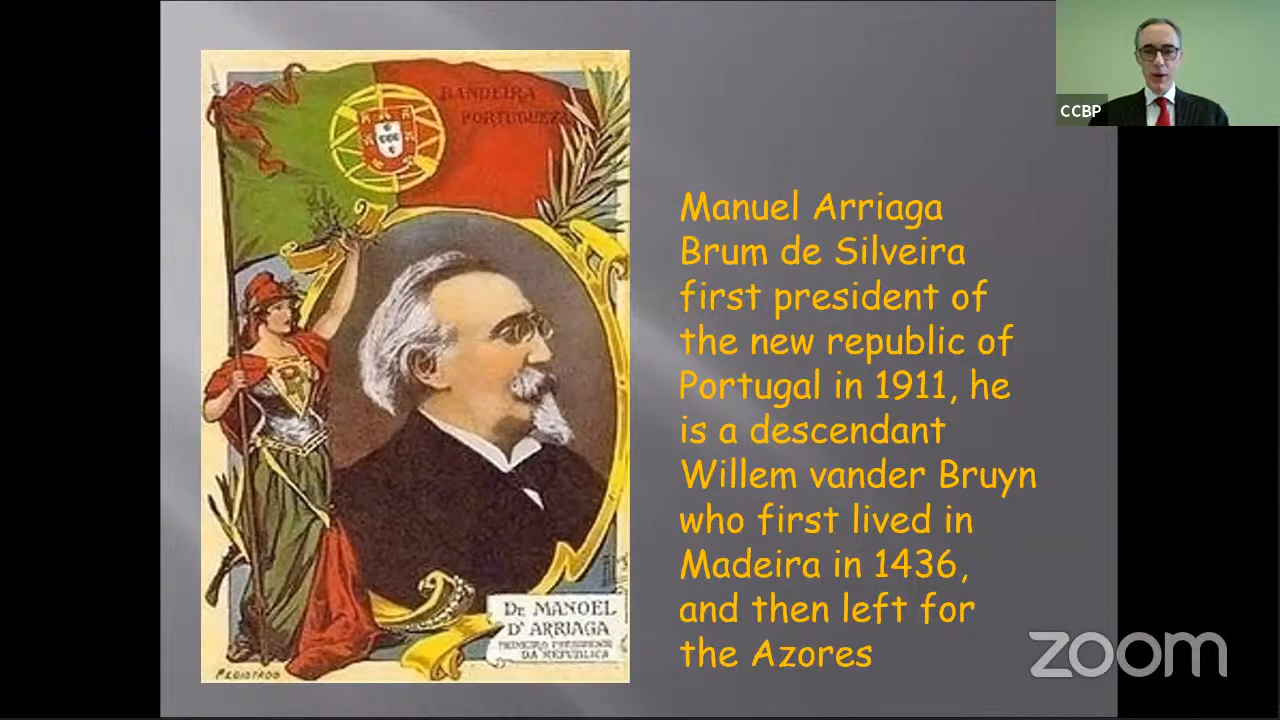 CCBP
BANDEIRA
PORTUGUEZA
Manuel Arriaga
Brum de Silveira
first president of
the new republic of
Portugal in 1911, he
is a descendant
Willem vander Bruyn
who first lived in
Madeira in 1436,
and then left for
the Azores
Dr. MANOEL
D'ARRIAGA
PRIMEIRO PRESIDENTE
DA REPUBLICA
zoom